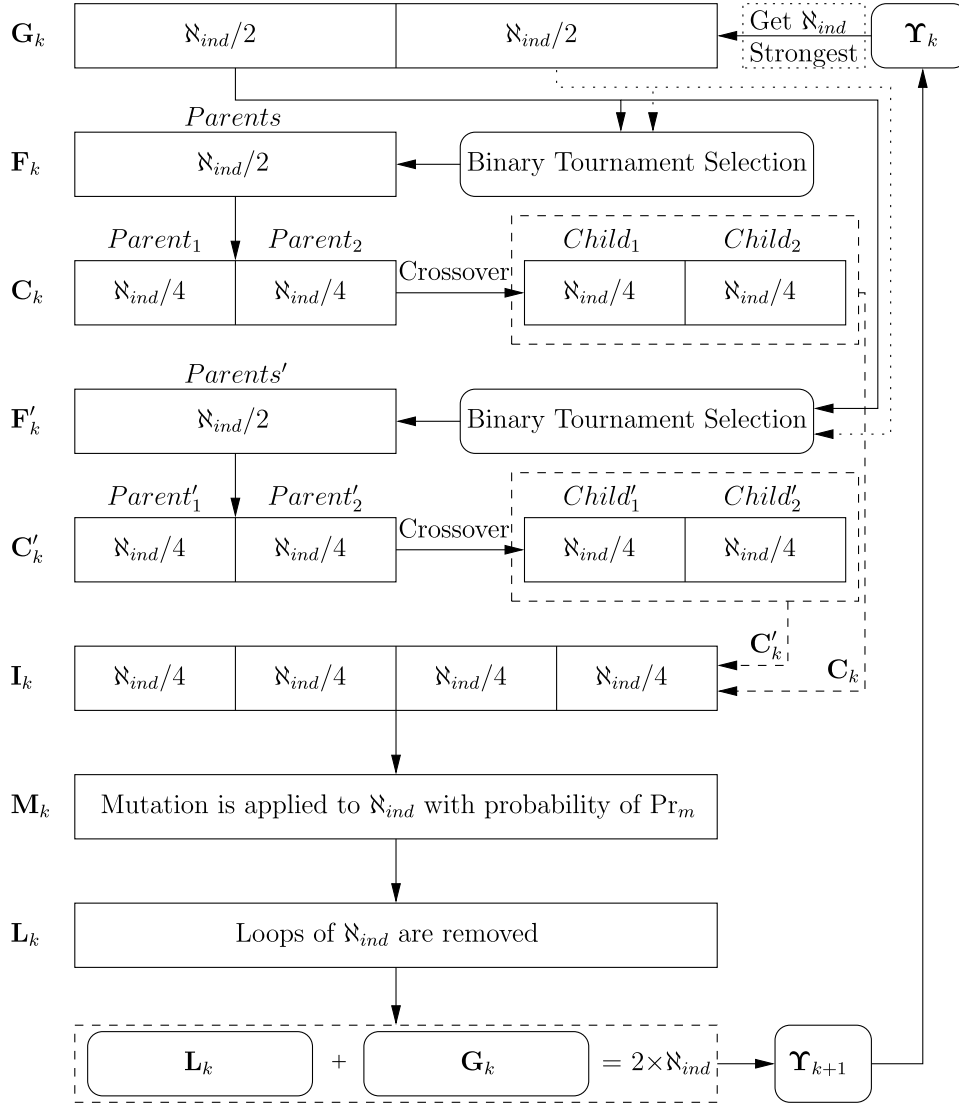 G_k ℵ_ind/2 ℵ_ind/2 Get ℵ_ind Υ_k
Strongest
Parents
F_k ℵ_ind/2 Binary Tournament Selection
Parent_1 Parent_2 Child_1 Child_2
Crossover
C_k ℵ_ind/4 ℵ_ind/4 ℵ_ind/4 ℵ_ind/4
Parents'
F'_k ℵ_ind/2 Binary Tournament Selection
Parent'_1 Parent'_2 Child'_1 Child'_2
Crossover
C'_k ℵ_ind/4 ℵ_ind/4 ℵ_ind/4 ℵ_ind/4
C'_k
C_k
I_k ℵ_ind/4 ℵ_ind/4 ℵ_ind/4 ℵ_ind/4
M_k Mutation is applied to ℵ_ind with probability of Pr_m
L_k Loops of ℵ_ind are removed
L_k + G_k = 2×ℵ_ind Υ_{k+1}